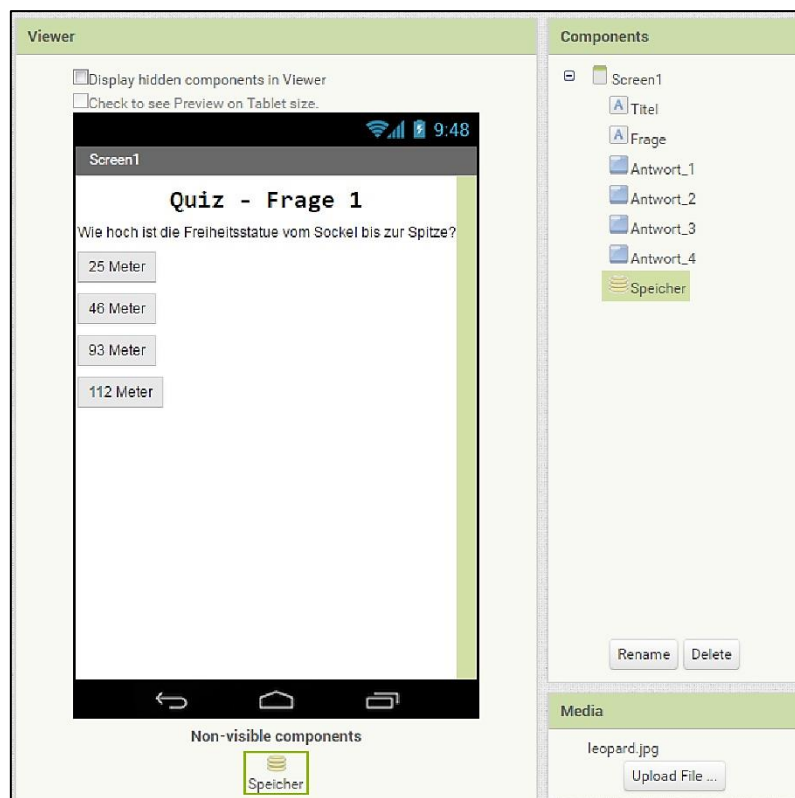 Viewer
Display hidden components in Viewer
Check to see Preview on Tablet size.
9:48
Screen1
Quiz - Frage 1
Wie hoch ist die Freiheitsstatue vom Sockel bis zur Spitze?
25 Meter
46 Meter
93 Meter
112 Meter
Non-visible components
Speicher
Components
Screen1
A Titel
A Frage
Antwort_1
Antwort_2
Antwort_3
Antwort_4
Speicher
Rename Delete
Media
leopard.jpg
Upload File ...